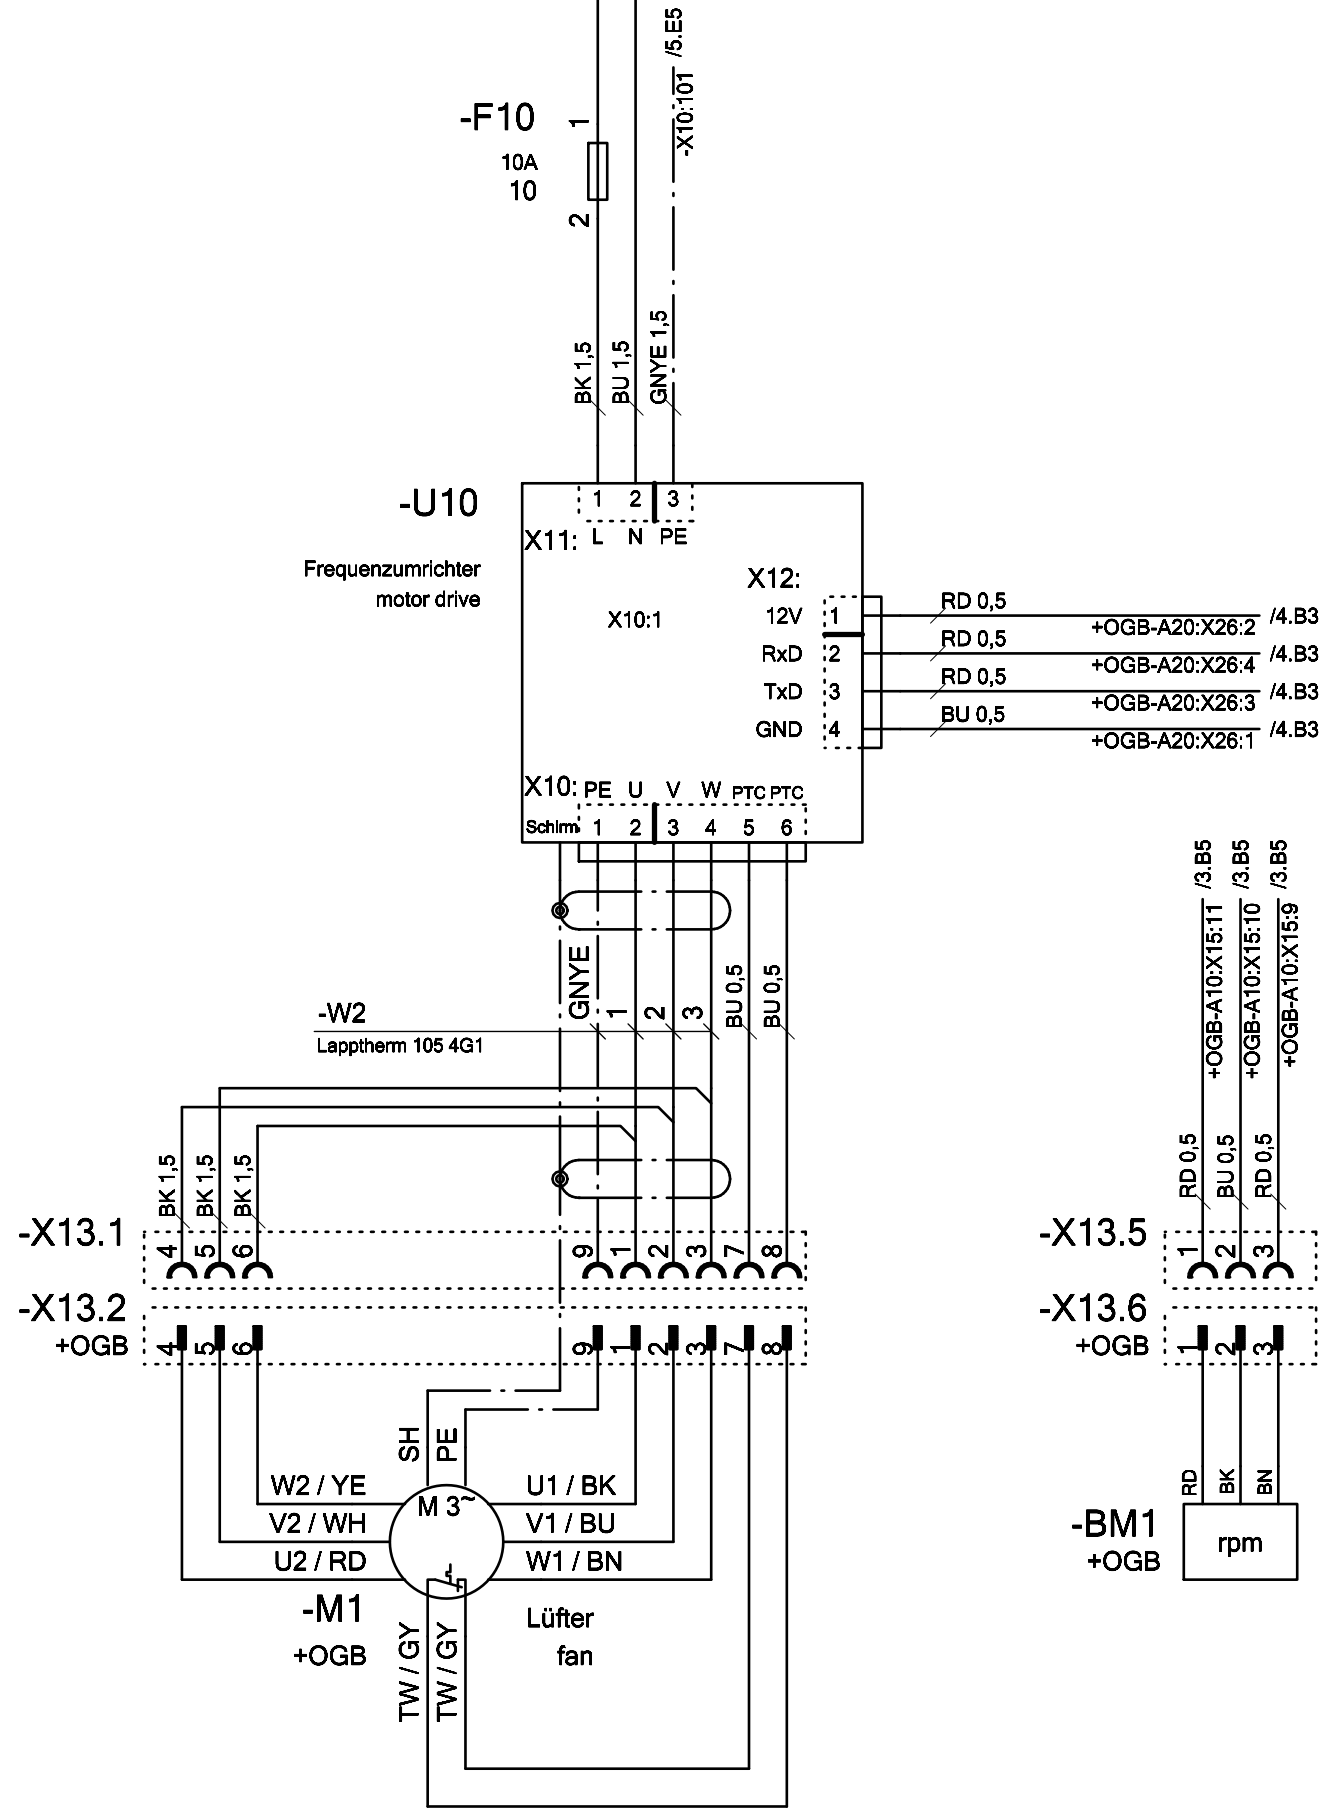 /5.E5
-X10:101
-F10
1
10A
10
2
BK 1,5
BU 1,5
GNYE 1,5
-U10
1 2 3
X11: L N PE
Frequenzumrichter
motor drive
X10:1
X12:
12V 1 RD 0,5 +OGB-A20:X26:2 /4.B3
RxD 2 RD 0,5 +OGB-A20:X26:4 /4.B3
TxD 3 RD 0,5 +OGB-A20:X26:3 /4.B3
GND 4 BU 0,5 +OGB-A20:X26:1 /4.B3
X10: PE U V W PTC PTC
Schirm 1 2 3 4 5 6
/3.B5 /3.B5 /3.B5
+OGB-A10:X15:11
+OGB-A10:X15:10
+OGB-A10:X15:9
GNYE 1 2 3 BU 0,5 BU 0,5
-W2
Lapptherm 105 4G1
BK 1,5 BK 1,5 BK 1,5
RD 0,5 BU 0,5 RD 0,5
-X13.1 4 5 6 9 1 2 3 7 8
-X13.5 1 2 3
-X13.2 4 5 6 9 1 2 3 7 8
+OGB
-X13.6 1 2 3
+OGB
SH PE
RD BK BN
W2 / YE M 3~ U1 / BK
V2 / WH V1 / BU
U2 / RD W1 / BN
-BM1
+OGB
rpm
-M1
+OGB
Lüfter
fan
TW / GY TW / GY